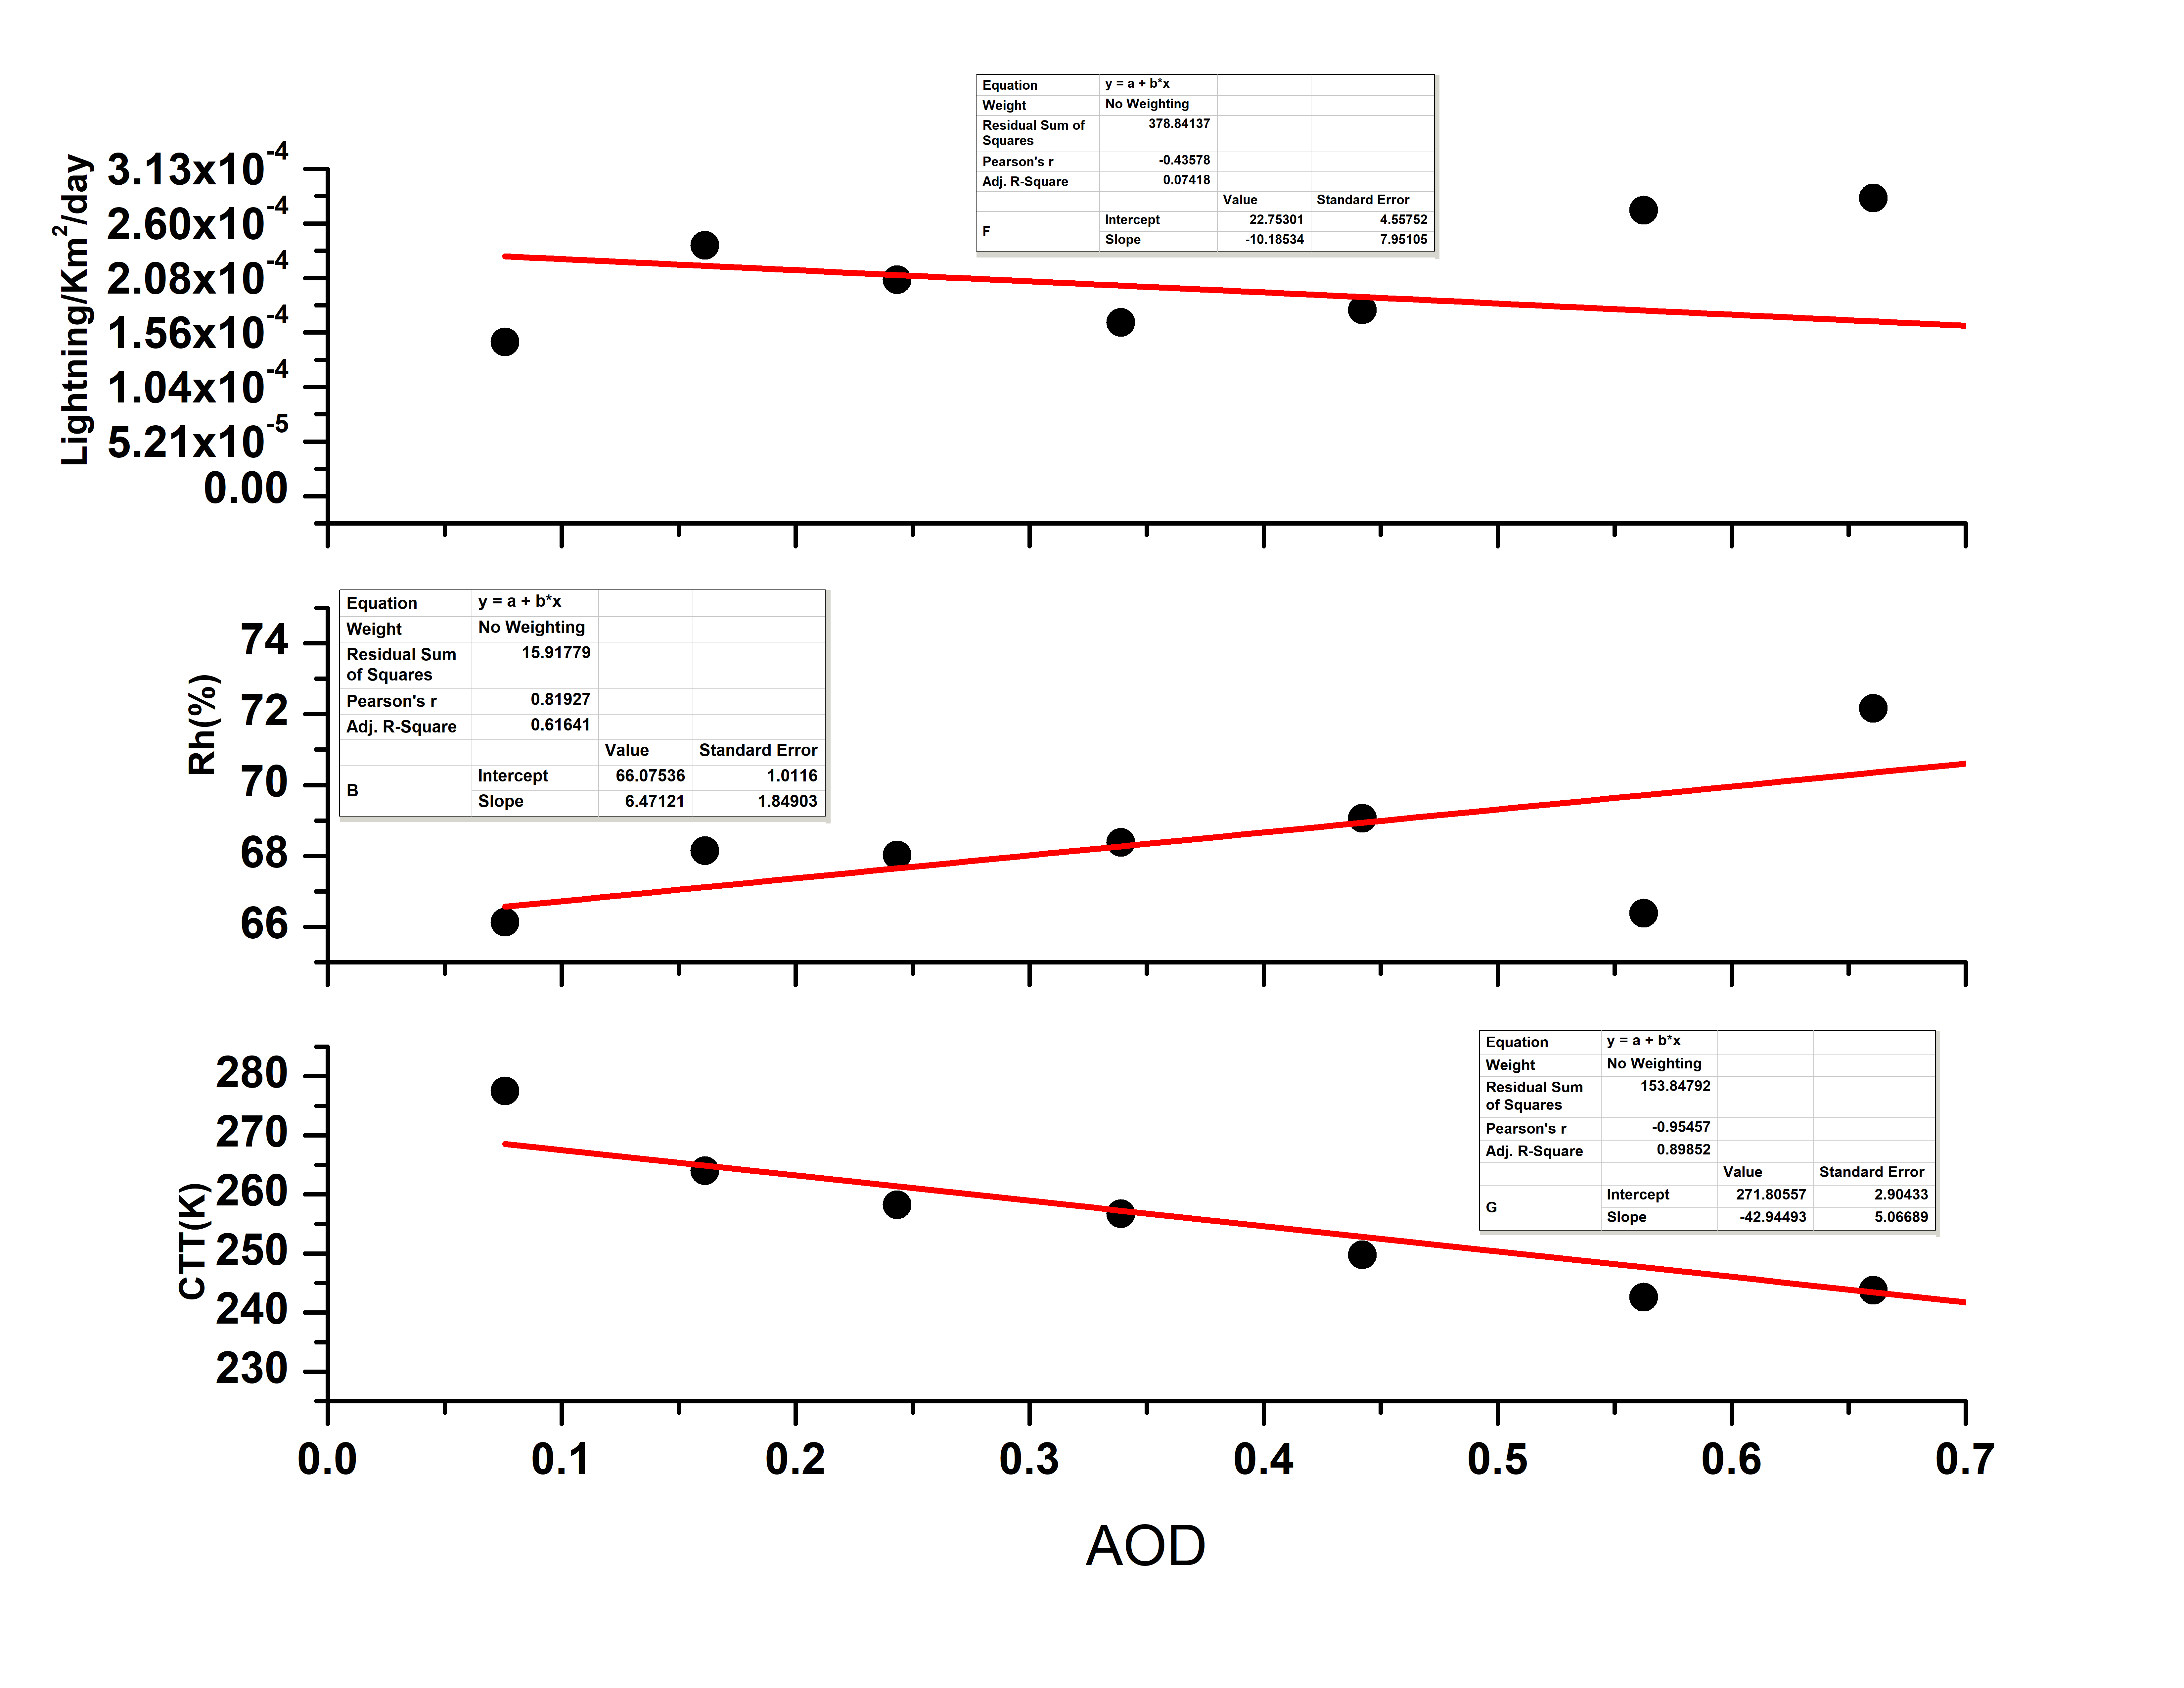 Equation y = a + b*x
Weight No Weighting
Residual Sum of
Squares 378.84137
Pearson's r -0.43578
Adj. R-Square 0.07418
Value Standard Error
F Intercept 22.75301 4.55752
Slope -10.18534 7.95105
Lightning/Km²/day
3.13x10⁻⁴
2.60x10⁻⁴
2.08x10⁻⁴
1.56x10⁻⁴
1.04x10⁻⁴
5.21x10⁻⁵
0.00
Equation y = a + b*x
Weight No Weighting
Residual Sum
of Squares 15.91779
Pearson's r 0.81927
Adj. R-Square 0.61641
Value Standard Error
B Intercept 66.07536 1.0116
Slope 6.47121 1.84903
Rh(%)
74
72
70
68
66
Equation y = a + b*x
Weight No Weighting
Residual Sum
of Squares 153.84792
Pearson's r -0.95457
Adj. R-Square 0.89852
Value Standard Error
G Intercept 271.80557 2.90433
Slope -42.94493 5.06689
CTT(K)
280
270
260
250
240
230
0.0 0.1 0.2 0.3 0.4 0.5 0.6 0.7
AOD